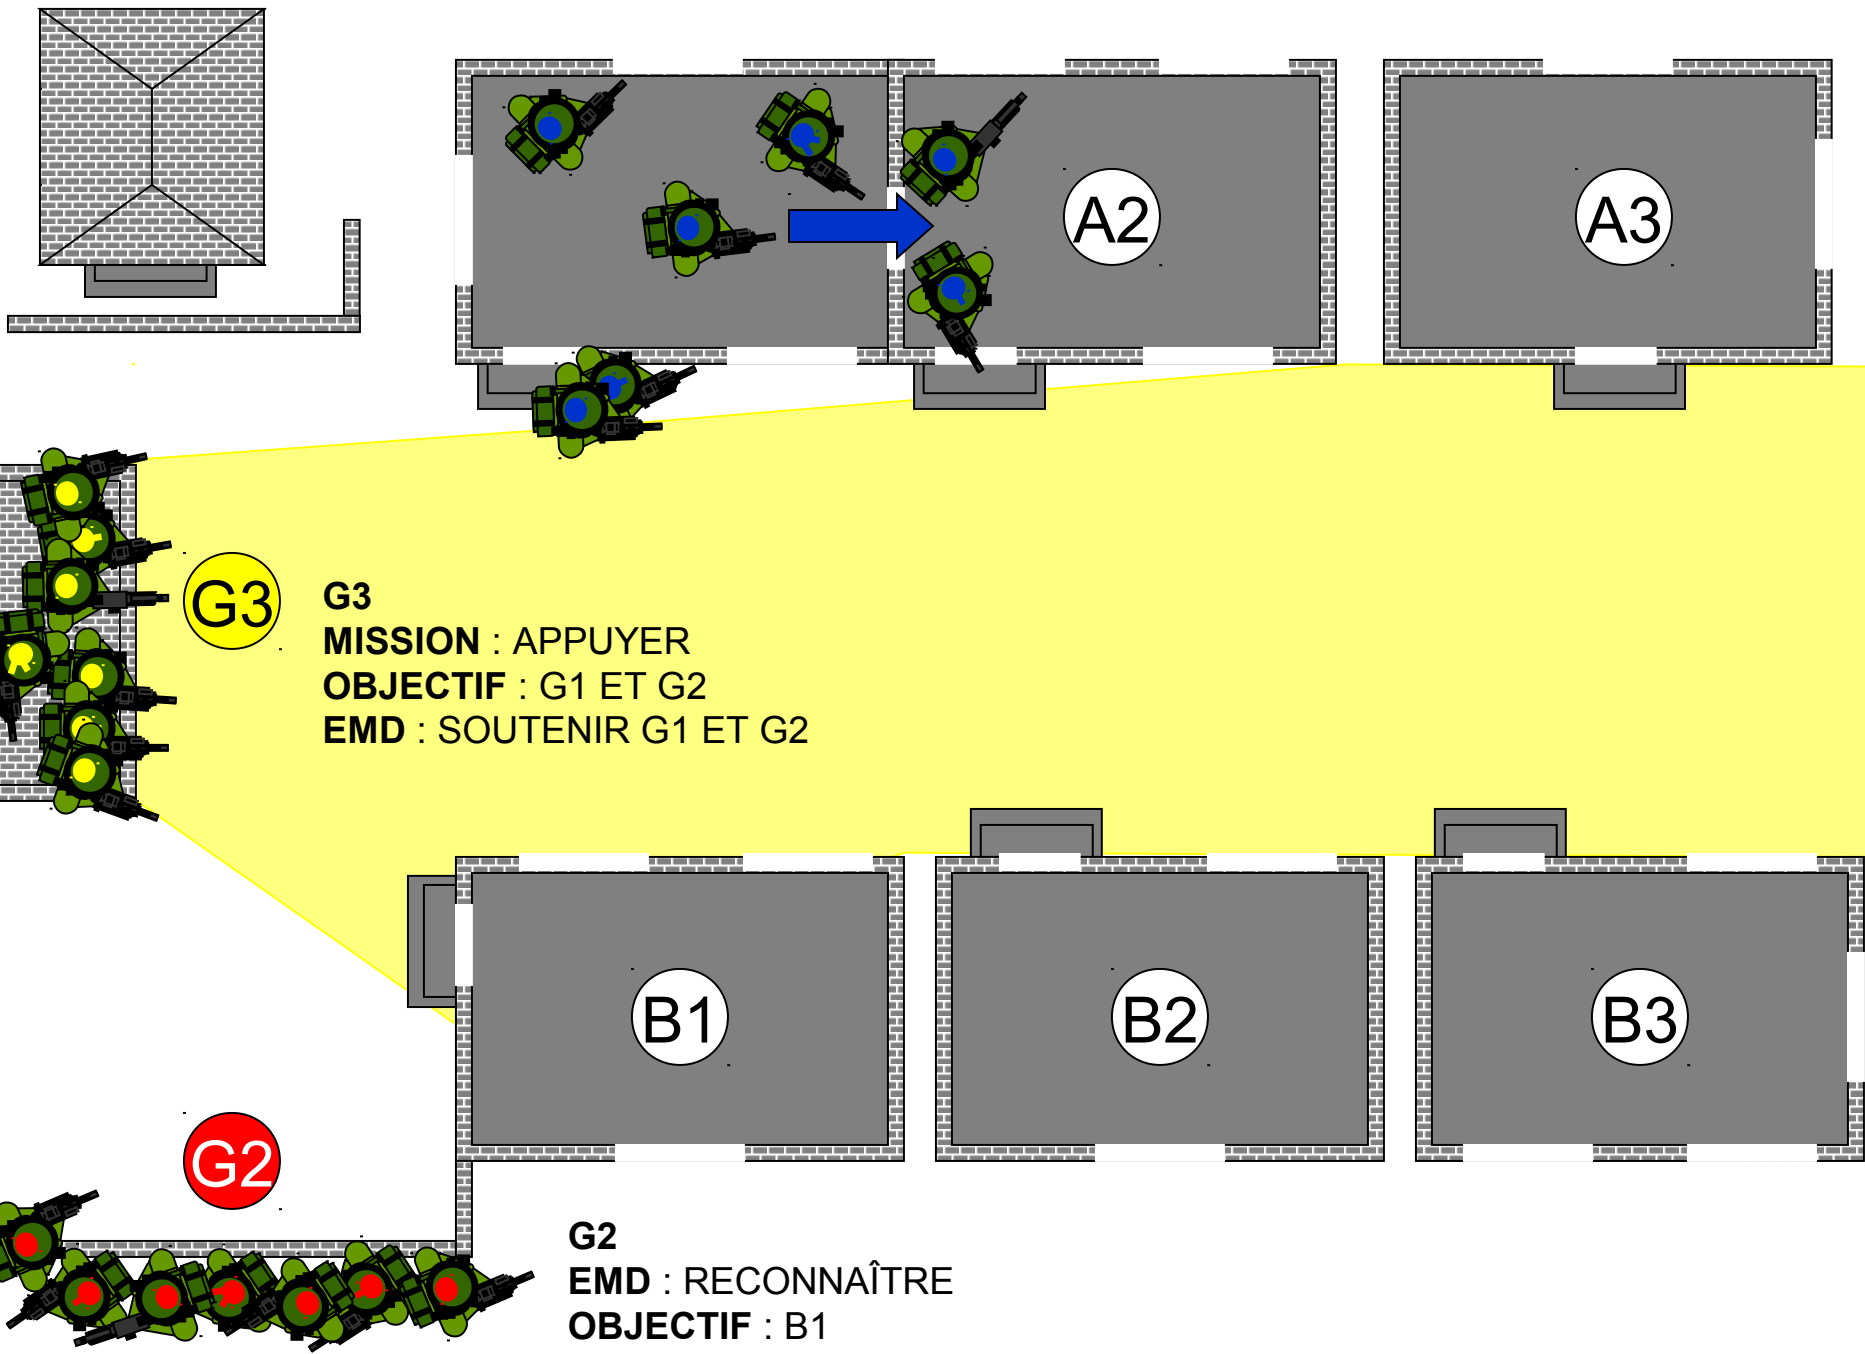 A2
A3
G3
G3
MISSION : APPUYER
OBJECTIF : G1 ET G2
EMD : SOUTENIR G1 ET G2
B1
B2
B3
G2
G2
EMD : RECONNAÎTRE
OBJECTIF : B1